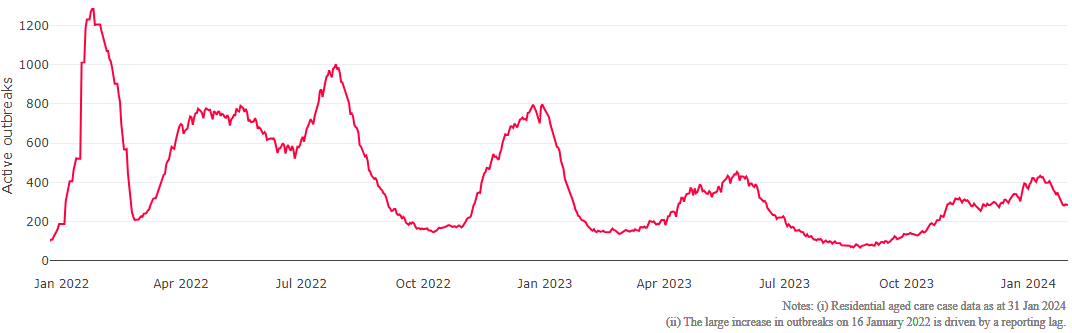 Active outbreaks
1200
1000
800
600
400
200
0
Jan 2022 Apr 2022 Jul 2022 Oct 2022 Jan 2023 Apr 2023 Jul 2023 Oct 2023 Jan 2024
Notes: (i) Residential aged care case data as at 31 Jan 2024
(ii) The large increase in outbreaks on 16 January 2022 is driven by a reporting lag.